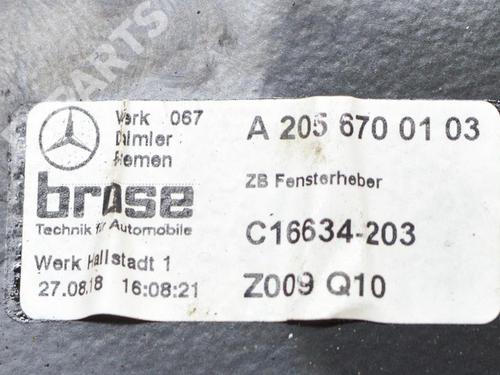 Werk 067
Daimler
Bremen
A 205 670 01 03
ZB Fensterheber
brose
Technik für Automobile
C16634-203
Werk Hallstadt 1
27.08.18 16:08:21
Z009 Q10